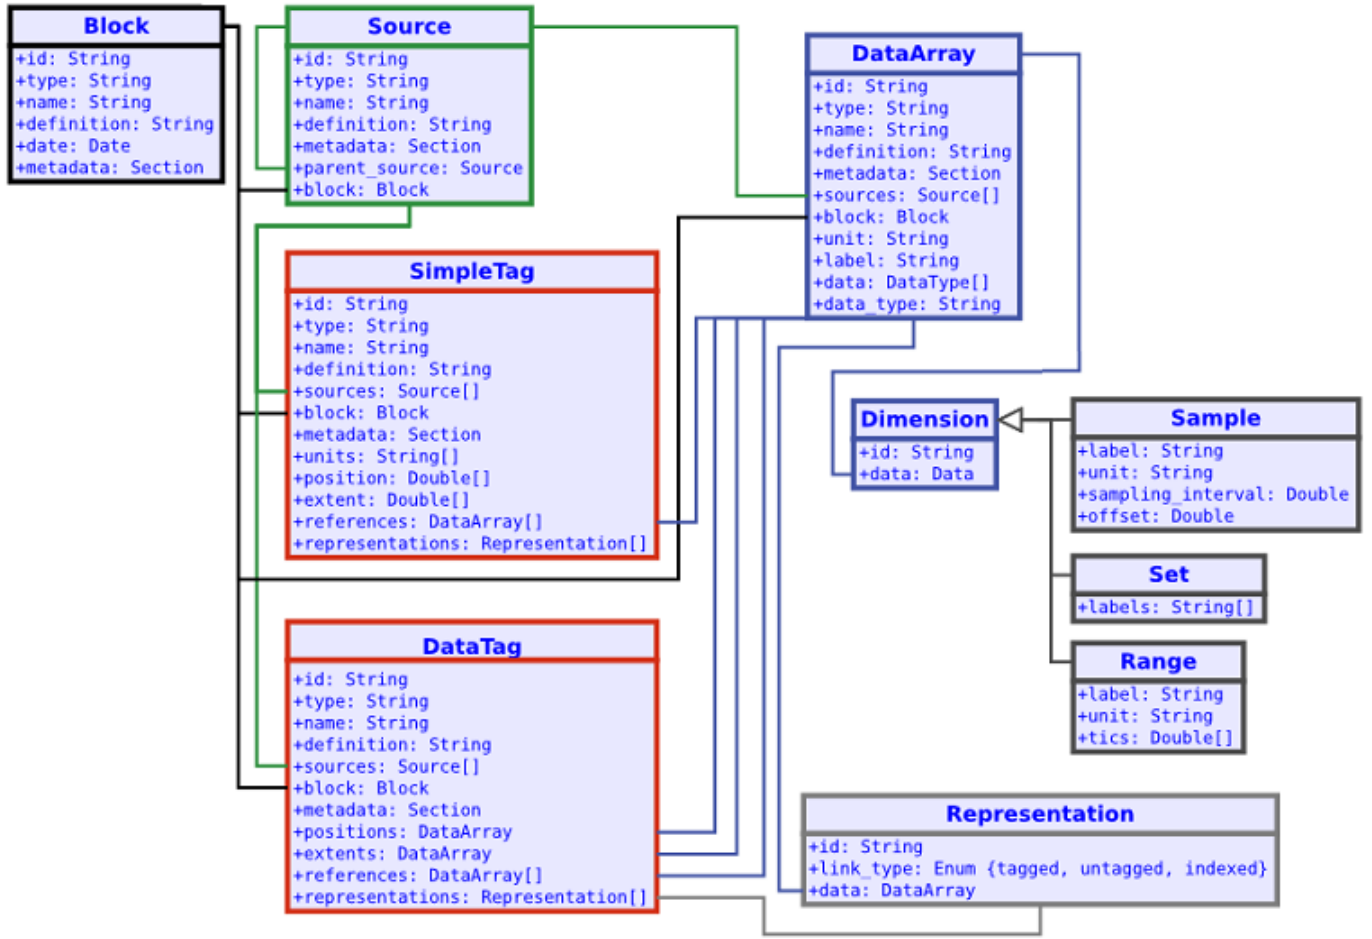 Block
+id: String
+type: String
+name: String
+definition: String
+date: Date
+metadata: Section
Source
+id: String
+type: String
+name: String
+definition: String
+metadata: Section
+parent_source: Source
+block: Block
DataArray
+id: String
+type: String
+name: String
+definition: String
+metadata: Section
+sources: Source[]
+block: Block
+unit: String
+label: String
+data: DataType[]
+data_type: String
SimpleTag
+id: String
+type: String
+name: String
+definition: String
+sources: Source[]
+block: Block
+metadata: Section
+units: String[]
+position: Double[]
+extent: Double[]
+references: DataArray[]
+representations: Representation[]
Dimension
+id: String
+data: Data
Sample
+label: String
+unit: String
+sampling_interval: Double
+offset: Double
Set
+labels: String[]
Range
+label: String
+unit: String
+tics: Double[]
DataTag
+id: String
+type: String
+name: String
+definition: String
+sources: Source[]
+block: Block
+metadata: Section
+positions: DataArray
+extents: DataArray
+references: DataArray[]
+representations: Representation[]
Representation
+id: String
+link_type: Enum {tagged, untagged, indexed}
+data: DataArray